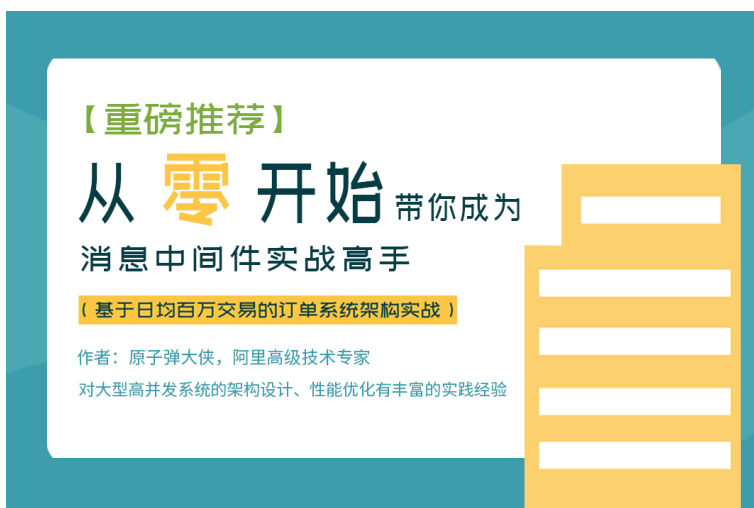 【重磅推荐】
从零开始带你成为
消息中间件实战高手
（基于日均百万交易的订单系统架构实战）
作者：原子弹大侠，阿里高级技术专家
对大型高并发系统的架构设计、性能优化有丰富的实践经验